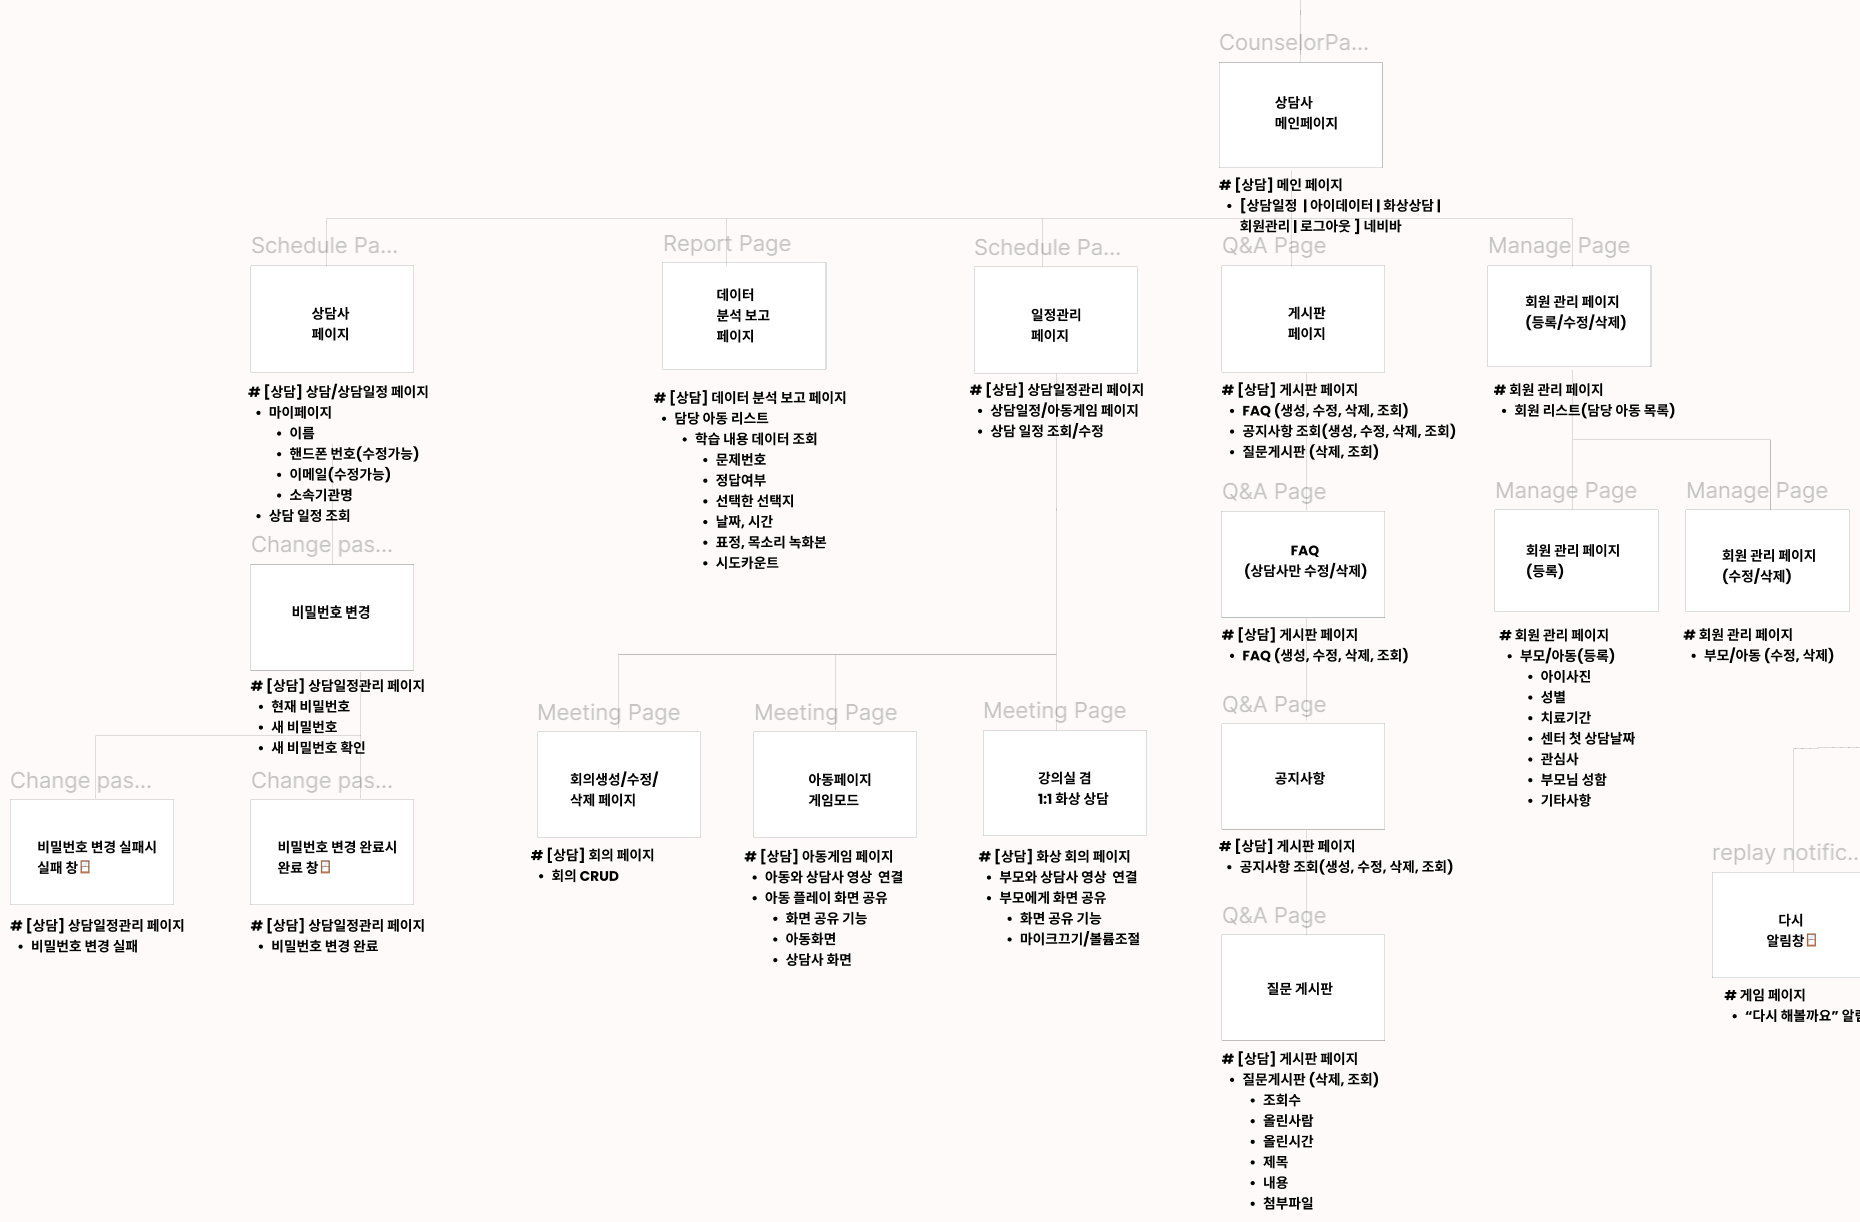 CounselorPa...
상담사
메인페이지
# [상담] 메인 페이지
• [상담일정 | 아이데이터 | 화상상담 |
회원관리 | 로그아웃 ] 네비바
Schedule Pa...
상담사
페이지
# [상담] 상담/상담일정 페이지
• 마이페이지
• 이름
• 핸드폰 번호(수정가능)
• 이메일(수정가능)
• 소속기관명
• 상담 일정 조회
Change pas...
비밀번호 변경
# [상담] 상담일정관리 페이지
• 현재 비밀번호
• 새 비밀번호
• 새 비밀번호 확인
Change pas...
비밀번호 변경 실패시
실패 창
# [상담] 상담일정관리 페이지
• 비밀번호 변경 실패
Change pas...
비밀번호 변경 완료시
완료 창
# [상담] 상담일정관리 페이지
• 비밀번호 변경 완료
Report Page
데이터
분석 보고
페이지
# [상담] 데이터 분석 보고 페이지
• 담당 아동 리스트
• 학습 내용 데이터 조회
• 문제번호
• 정답여부
• 선택한 선택지
• 날짜, 시간
• 표정, 목소리 녹화본
• 시도카운트
Schedule Pa...
일정관리
페이지
# [상담] 상담일정관리 페이지
• 상담일정/아동게임 페이지
• 상담 일정 조회/수정
Meeting Page
회의생성/수정/
삭제 페이지
# [상담] 회의 페이지
• 회의 CRUD
Meeting Page
아동페이지
게임모드
# [상담] 아동게임 페이지
• 아동와 상담사 영상 연결
• 아동 플레이 화면 공유
• 화면 공유 기능
• 아동화면
• 상담사 화면
Meeting Page
강의실 겸
1:1 화상 상담
# [상담] 화상 회의 페이지
• 부모와 상담사 영상 연결
• 부모에게 화면 공유
• 화면 공유 기능
• 마이크끄기/볼륨조절
Q&A Page
게시판
페이지
# [상담] 게시판 페이지
• FAQ (생성, 수정, 삭제, 조회)
• 공지사항 조회(생성, 수정, 삭제, 조회)
• 질문게시판 (삭제, 조회)
Q&A Page
FAQ
(상담사만 수정/삭제)
# [상담] 게시판 페이지
• FAQ (생성, 수정, 삭제, 조회)
Q&A Page
공지사항
# [상담] 게시판 페이지
• 공지사항 조회(생성, 수정, 삭제, 조회)
Q&A Page
질문 게시판
# [상담] 게시판 페이지
• 질문게시판 (삭제, 조회)
• 조회수
• 올린사람
• 올린시간
• 제목
• 내용
• 첨부파일
Manage Page
회원 관리 페이지
(등록/수정/삭제)
# 회원 관리 페이지
• 회원 리스트(담당 아동 목록)
Manage Page
회원 관리 페이지
(등록)
# 회원 관리 페이지
• 부모/아동(등록)
• 아이사진
• 성별
• 치료기간
• 센터 첫 상담날짜
• 관심사
• 부모님 성함
• 기타사항
Manage Page
회원 관리 페이지
(수정/삭제)
# 회원 관리 페이지
• 부모/아동 (수정, 삭제)
replay notific...
다시
알림창
# 게임 페이지
• “다시 해볼까요”